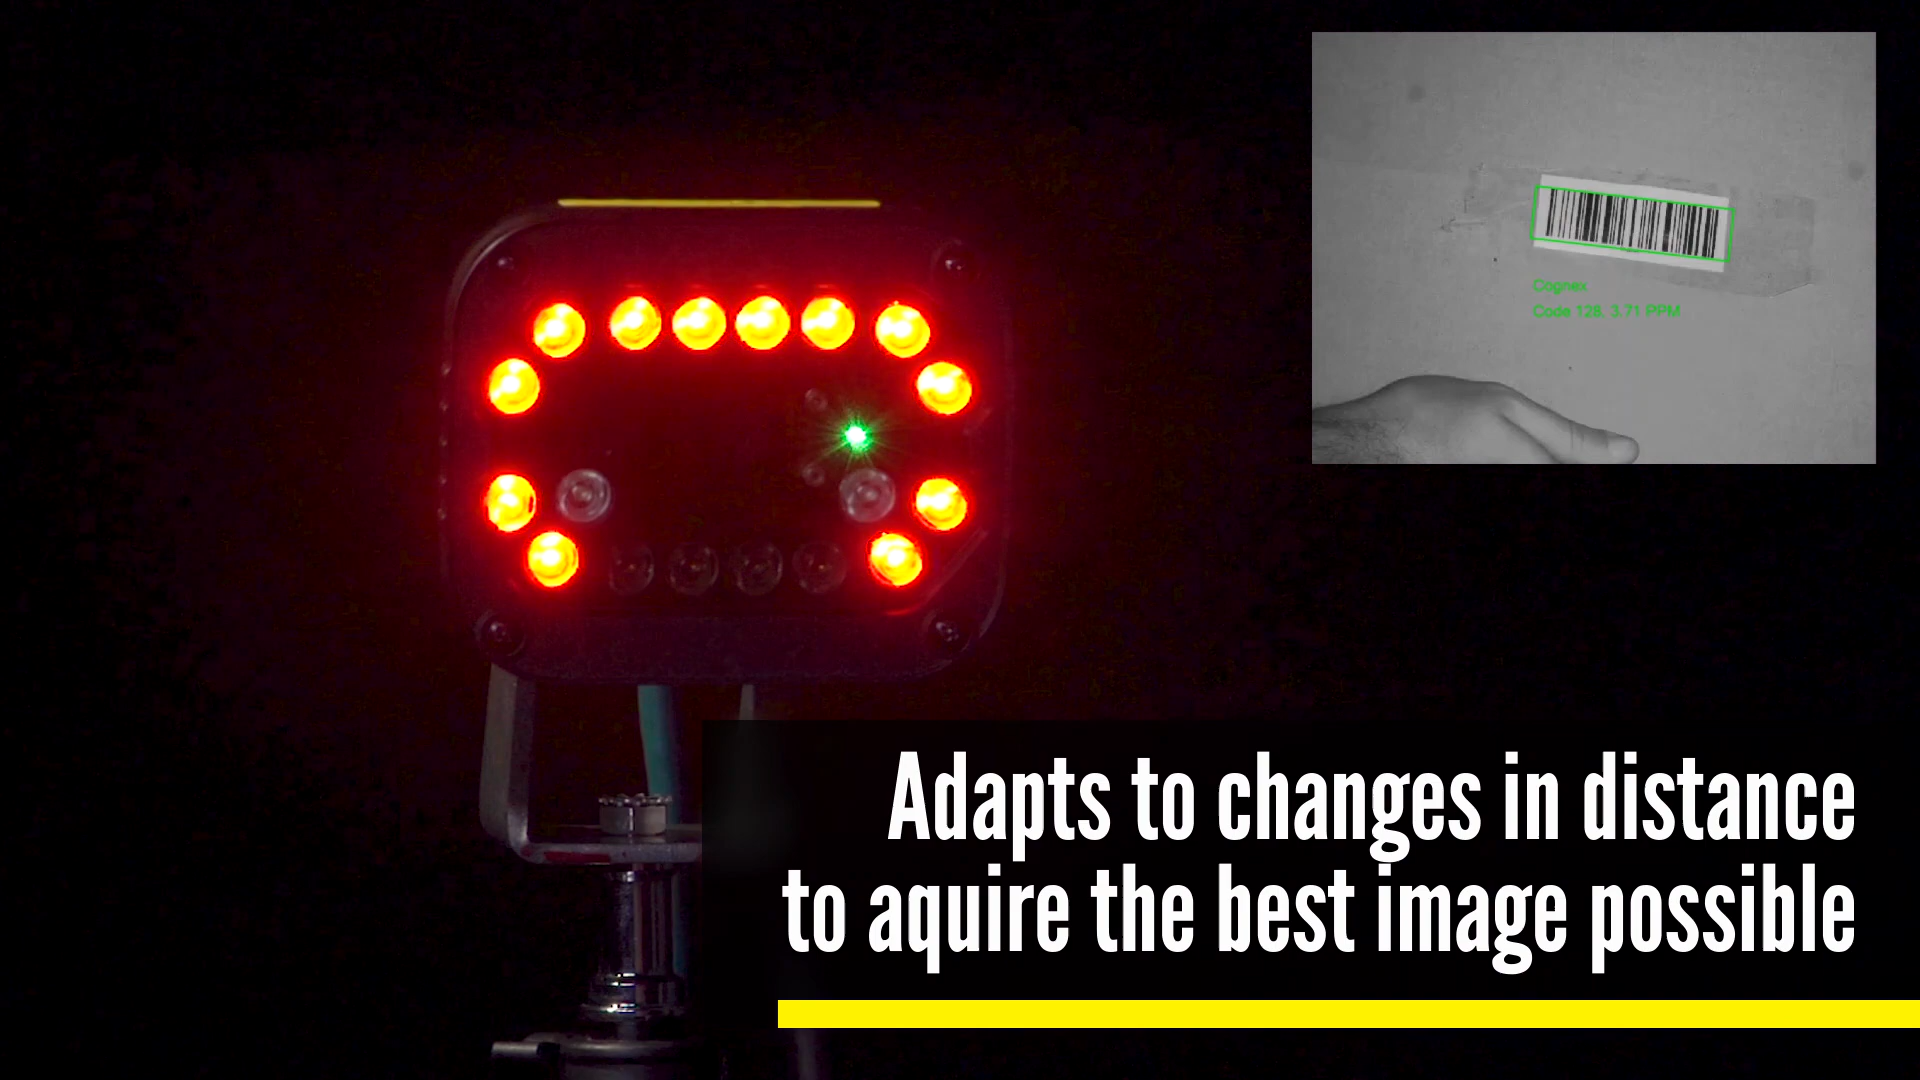 Cognex
Code 128, 3.71 PPM
Adapts to changes in distance
to aquire the best image possible